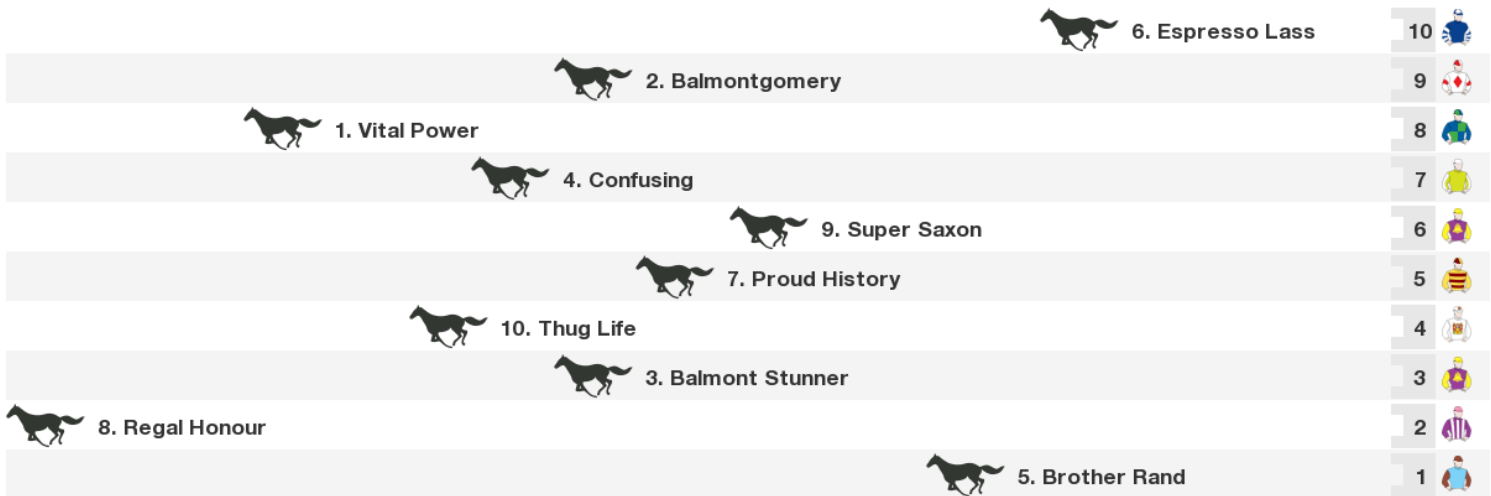 6. Espresso Lass 10
2. Balmontgomery 9
1. Vital Power 8
4. Confusing 7
9. Super Saxon 6
7. Proud History 5
10. Thug Life 4
3. Balmont Stunner 3
8. Regal Honour 2
5. Brother Rand 1